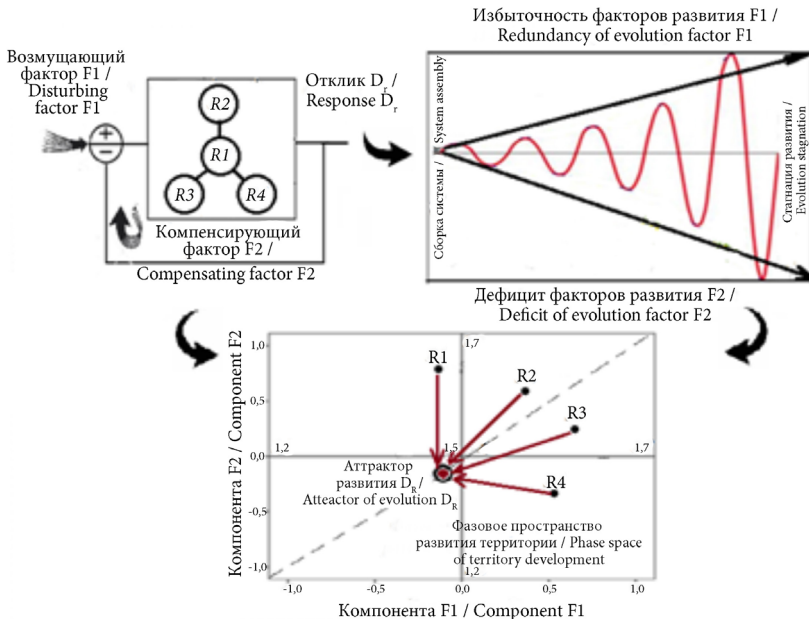 Возмущающий
фактор F1 /
Disturbing
factor F1
+
−
R2
R1
R3
R4
Отклик Dr /
Response Dr
Компенсирующий
фактор F2 /
Compensating factor F2
Избыточность факторов развития F1 /
Redundancy of evolution factor F1
Сборка системы / System assembly
Стагнация развития /
Evolution stagnation
Дефицит факторов развития F2 /
Deficit of evolution factor F2
Компонента F2 / Component F2
1,0
0,5
0,0
-0,5
-1,0
1,7
1,2
1,5
1,7
1,2
R1
R2
R3
R4
Аттрактор
развития DR/
Atteactor of evolution DR
Фазовое пространство
развития территории / Phase space
of territory development
-1,0
-0,5
0,0
0,5
1,0
Компонента F1 / Component F1